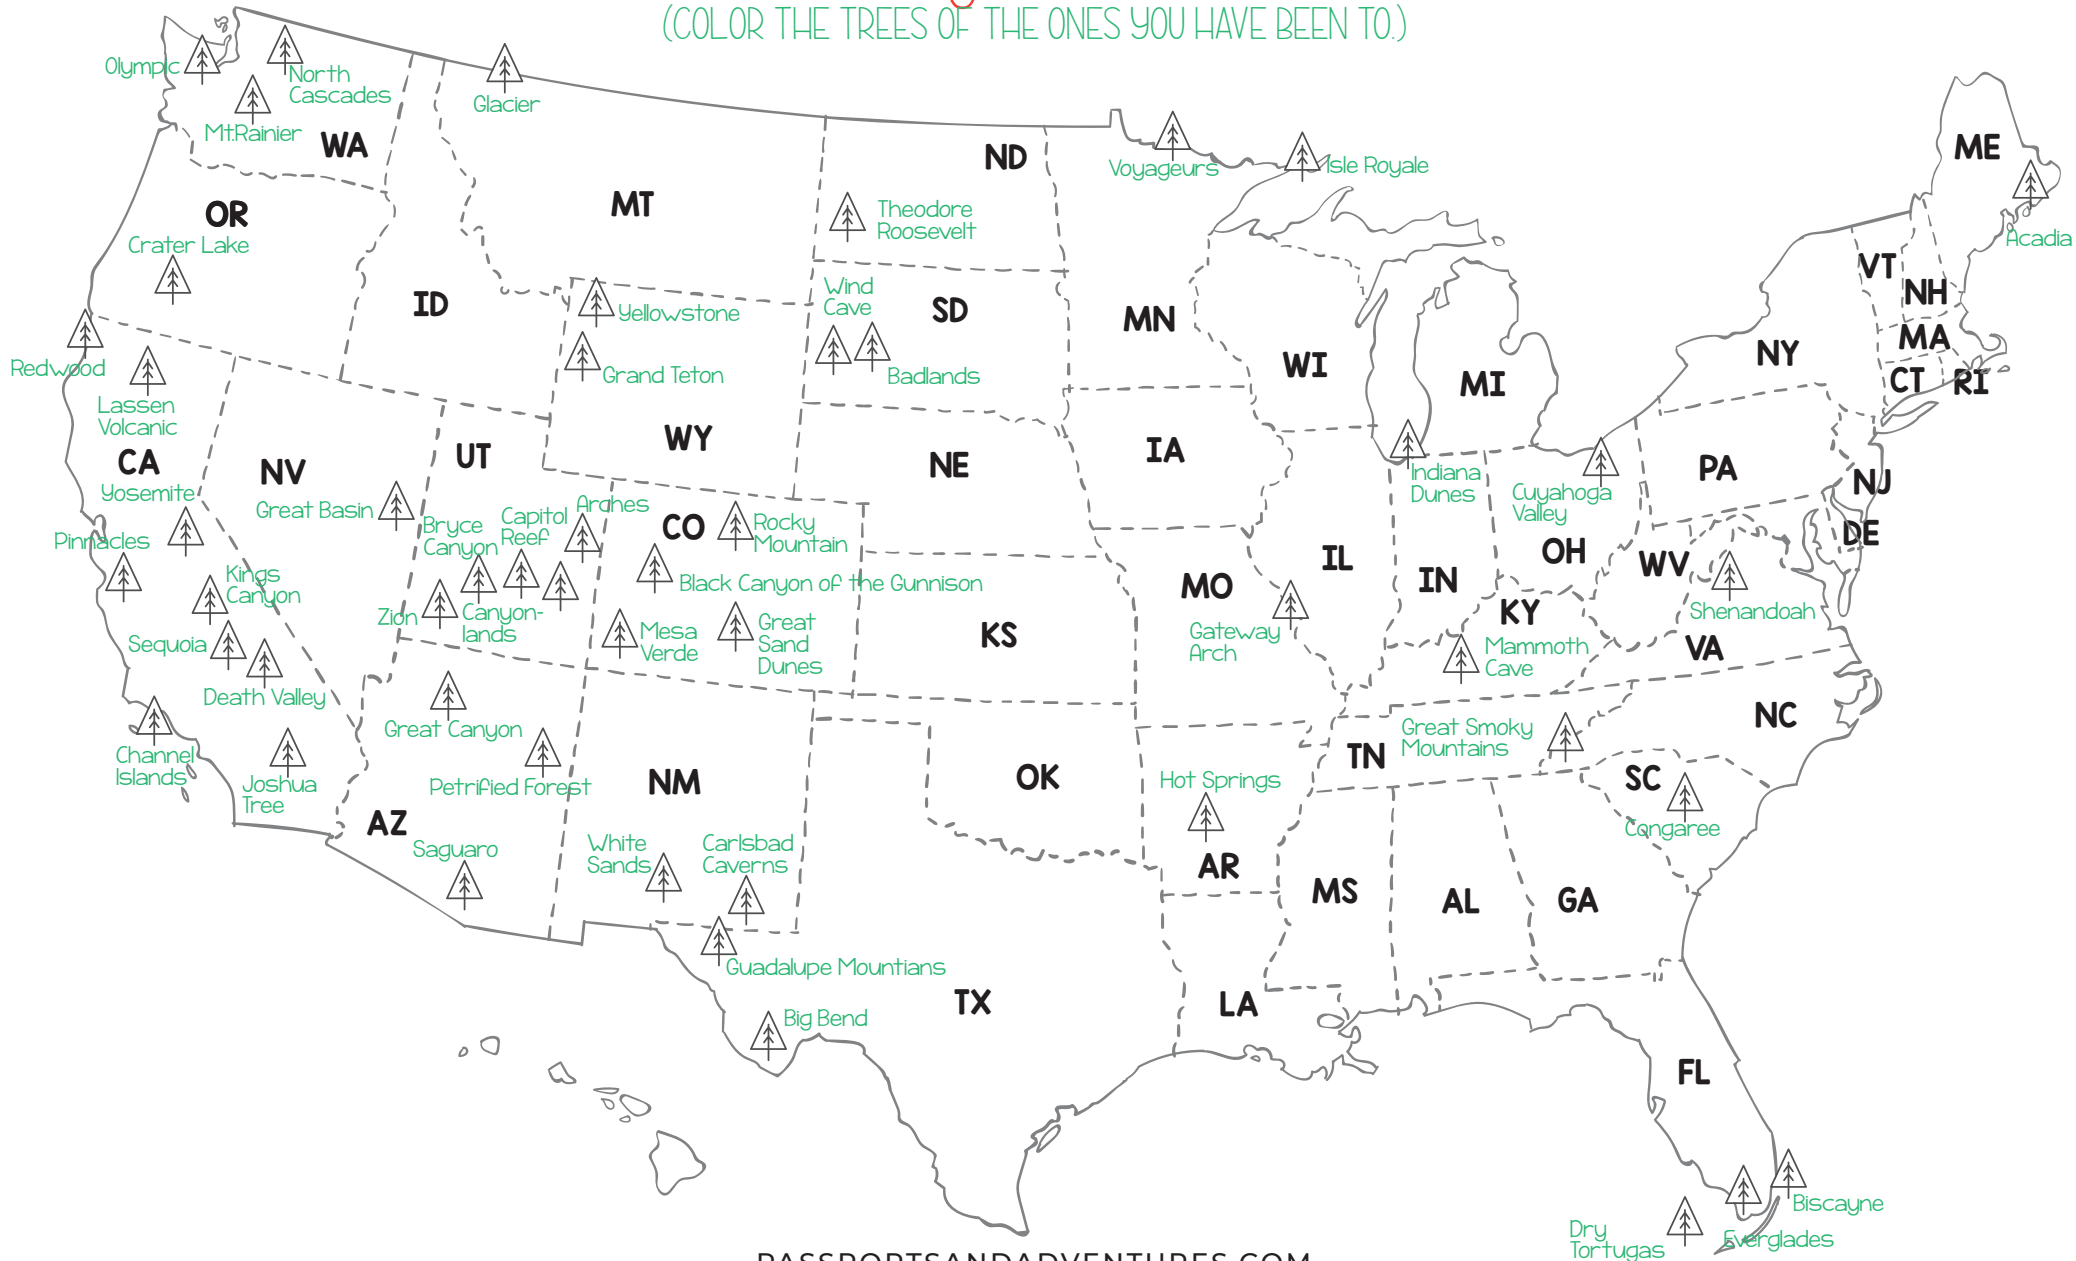 (COLOR THE TREES OF THE ONES YOU HAVE BEEN TO.)
Olympic
North
Cascades
Mt.Rainier
WA
Glacier
OR
Crater Lake
ID
MT
ND
Theodore
Roosevelt
Voyageurs
Isle Royale
ME
Acadia
VT
NH
MA
CT
RI
NY
Redwood
Lassen
Volcanic
CA
Yosemite
Pinnacles
Kings
Canyon
Sequoia
Death Valley
Channel
Islands
Joshua
Tree
NV
Great Basin
UT
Bryce
Canyon
Capitol
Reef
Arches
Zion
Canyon-
lands
Yellowstone
Grand Teton
WY
Wind
Cave
SD
Badlands
NE
MN
WI
MI
IA
CO
Rocky
Mountain
Black Canyon of the Gunnison
Mesa
Verde
Great
Sand
Dunes
KS
MO
Gateway
Arch
IL
Indiana
Dunes
IN
Cuyahoga
Valley
OH
PA
NJ
DE
WV
Shenandoah
VA
KY
Mammoth
Cave
Great Canyon
Petrified Forest
AZ
Saguaro
NM
White
Sands
Carlsbad
Caverns
Guadalupe Mountians
Big Bend
TX
OK
Hot Springs
AR
LA
TN
Great Smoky
Mountains
NC
SC
Congaree
MS
AL
GA
FL
Biscayne
Everglades
Dry
Tortugas
PASSPORTSANDADVENTURES.COM